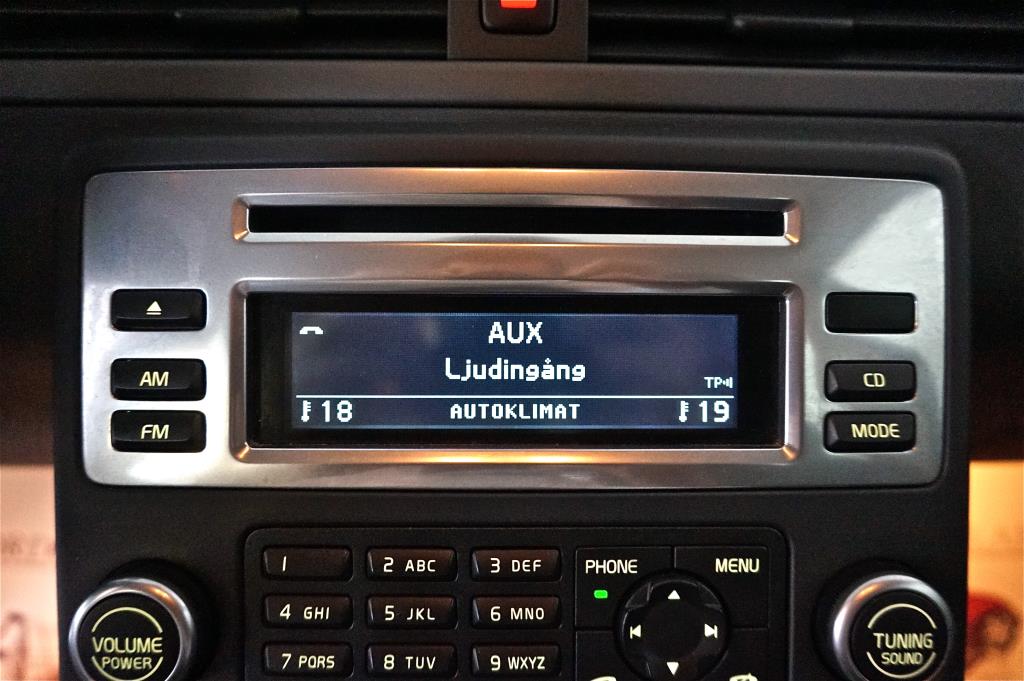 AUX
Ljudingång
TP
18 AUTOKLIMAT 19
AM
FM
CD
MODE
1
2 ABC
3 DEF
4 GHI
5 JKL
6 MNO
7 PQRS
8 TUV
9 WXYZ
PHONE
MENU
VOLUME
POWER
TUNING
SOUND